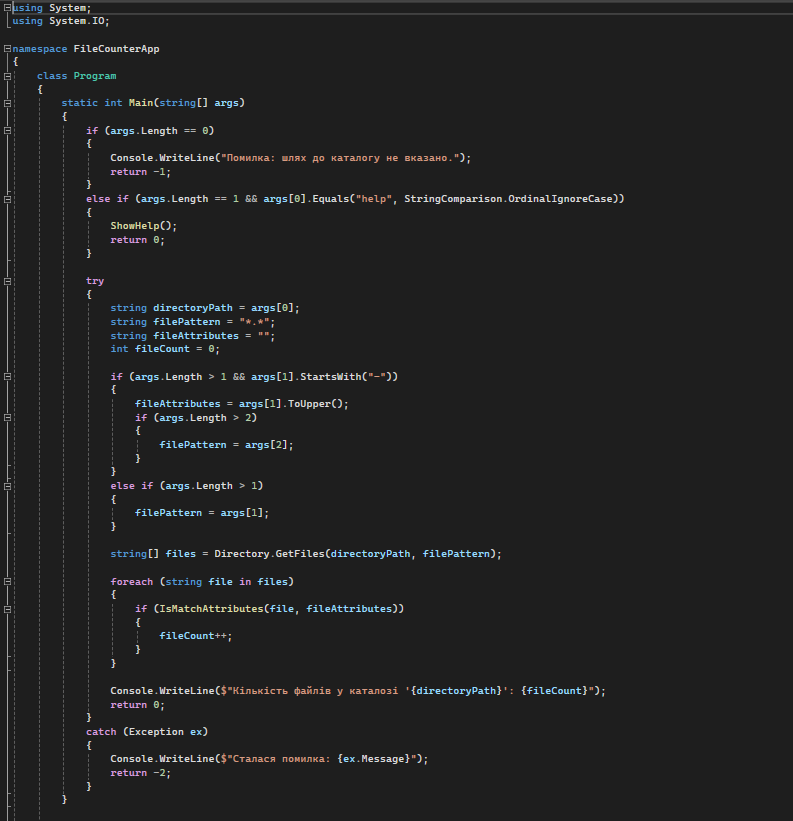 using System;
using System.IO;
namespace FileCounterApp
{
class Program
{
static int Main(string[] args)
{
if (args.Length == 0)
{
Console.WriteLine("Помилка: шлях до каталогу не вказано.");
return -1;
}
else if (args.Length == 1 && args[0].Equals("help", StringComparison.OrdinalIgnoreCase))
{
ShowHelp();
return 0;
}
try
{
string directoryPath = args[0];
string filePattern = "*.*";
string fileAttributes = "";
int fileCount = 0;
if (args.Length > 1 && args[1].StartsWith("-"))
{
fileAttributes = args[1].ToUpper();
if (args.Length > 2)
{
filePattern = args[2];
}
}
else if (args.Length > 1)
{
filePattern = args[1];
}
string[] files = Directory.GetFiles(directoryPath, filePattern);
foreach (string file in files)
{
if (IsMatchAttributes(file, fileAttributes))
{
fileCount++;
}
}
Console.WriteLine($"Кількість файлів у каталозі '{directoryPath}': {fileCount}");
return 0;
}
catch (Exception ex)
{
Console.WriteLine($"Сталася помилка: {ex.Message}");
return -2;
}
}